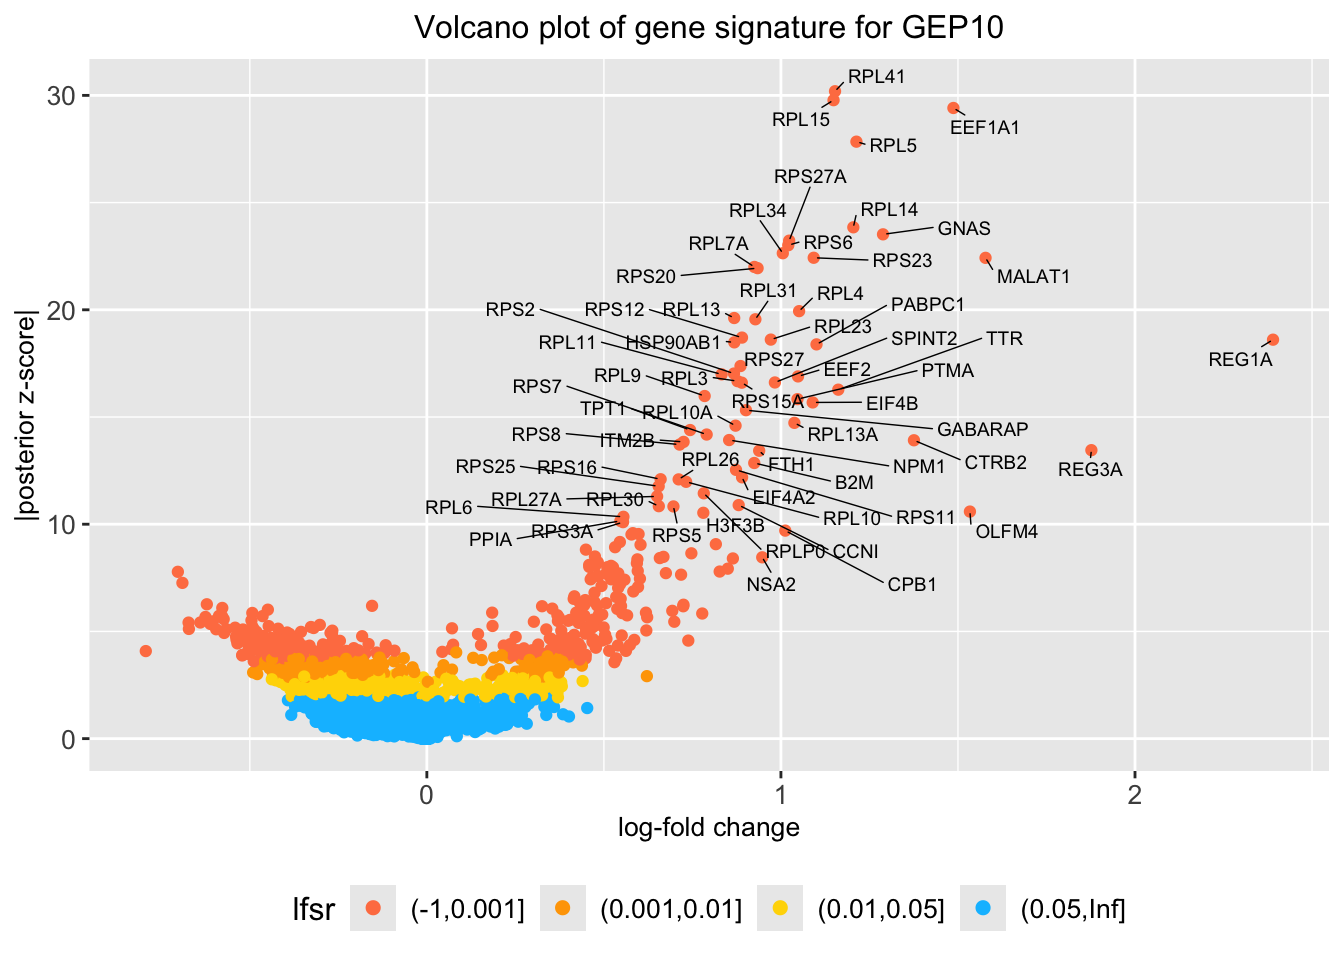 Volcano plot of gene signature for GEP10
|posterior z-score|
30
20
10
0
RPL41
RPL15
EEF1A1
RPL5
RPS27A
RPL34
RPL14
GNAS
RPL7A
RPS6
RPS23
RPS20
MALAT1
RPL31
RPL4
PABPC1
RPS2
RPS12
RPL13
RPL23
SPINT2
TTR
RPL11
HSP90AB1
RPS27
REG1A
RPL9
RPL3
EEF2
PTMA
RPS7
RPS15A
EIF4B
TPT1
RPL10A
GABARAP
RPS8
ITM2B
RPL13A
CTRB2
RPS25
RPS16
RPL26
FTH1
NPM1
REG3A
B2M
RPL27A
RPL30
EIF4A2
RPL6
RPL10
RPS11
PPIA
RPS3A
RPS5
H3F3B
OLFM4
RPLP0
CCNI
NSA2
CPB1
0
1
2
log-fold change
lfsr
(-1,0.001]
(0.001,0.01]
(0.01,0.05]
(0.05,Inf]